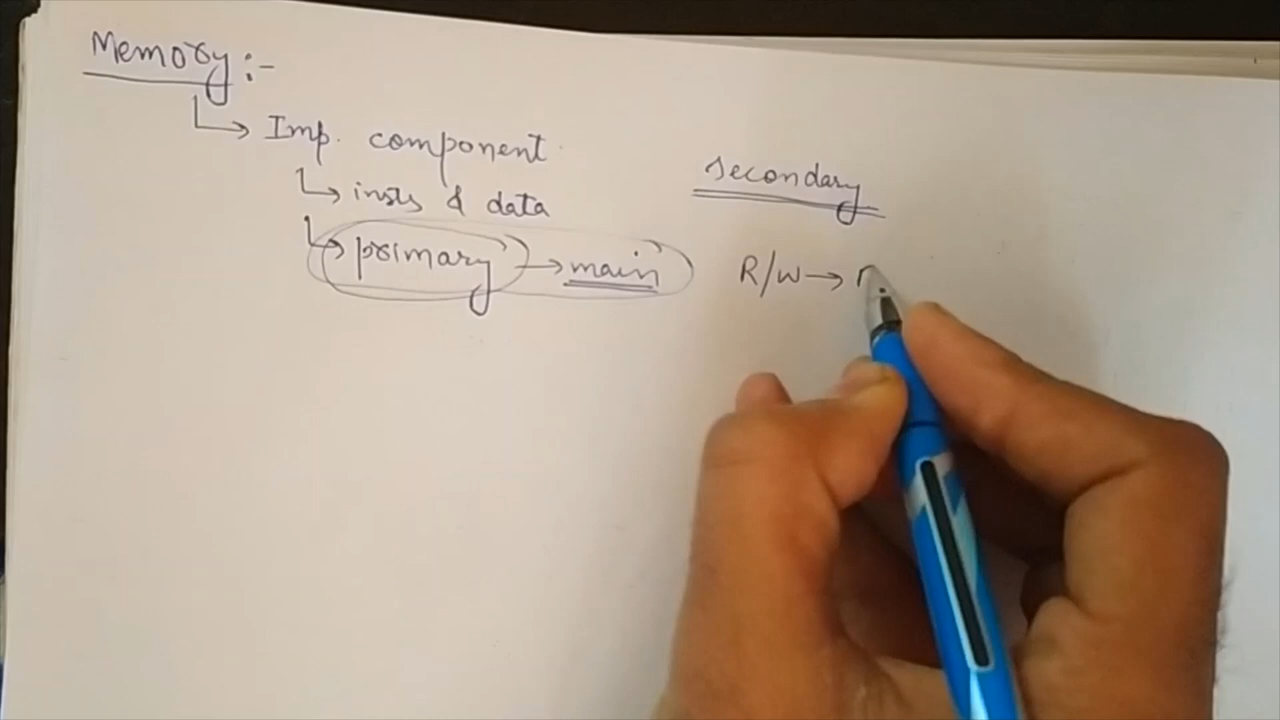 Memory :-
↳ Imp. component
↳ insts & data
↳ primary → main
secondary
R/W →